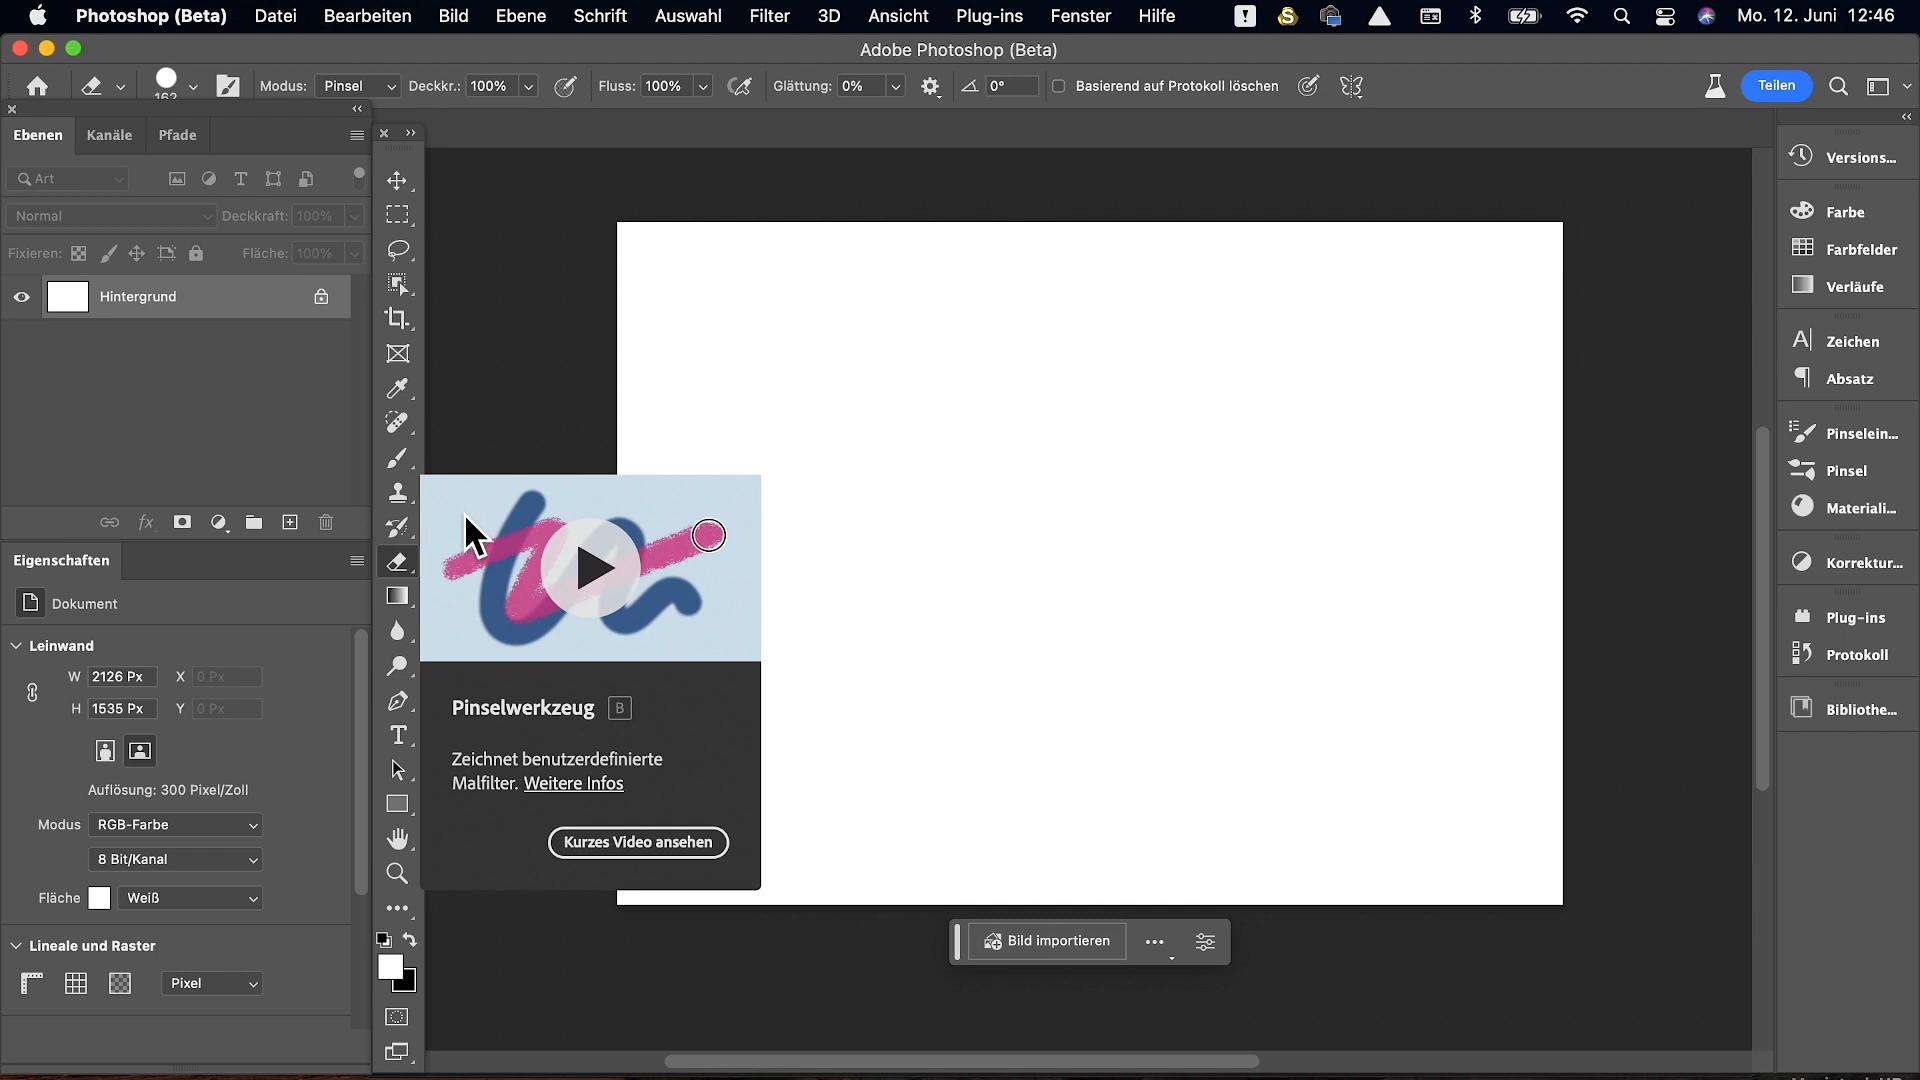 Photoshop (Beta) Datei Bearbeiten Bild Ebene Schrift Auswahl Filter 3D Ansicht Plug-ins Fenster Hilfe Mo. 12. Juni 12:46
Adobe Photoshop (Beta)
162 Modus: Pinsel Deckkr.: 100% Fluss: 100% Glättung: 0% 0° Basierend auf Protokoll löschen Teilen
Ebenen Kanäle Pfade
Art
Normal Deckkraft: 100%
Fixieren: Fläche: 100%
Hintergrund
Eigenschaften
Dokument
Leinwand
W 2126 Px X 0 Px
H 1535 Px Y 0 Px
Auflösung: 300 Pixel/Zoll
Modus RGB-Farbe
8 Bit/Kanal
Fläche Weiß
Lineale und Raster
Pixel
Pinselwerkzeug B
Zeichnet benutzerdefinierte
Malfilter. Weitere Infos
Kurzes Video ansehen
Bild importieren
Versions...
Farbe
Farbfelder
Verläufe
Zeichen
Absatz
Pinselein...
Pinsel
Materiali...
Korrektur...
Plug-ins
Protokoll
Bibliothe...